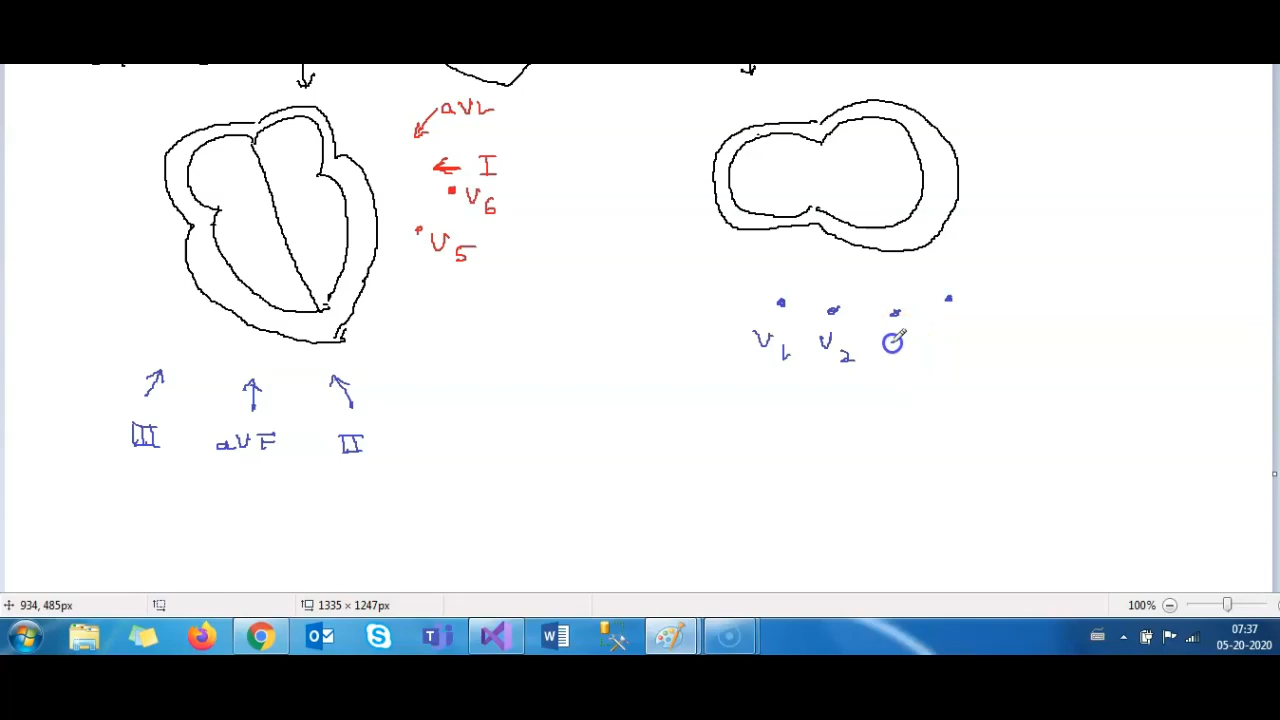 aVL
I
V6
V5
V1 V2
III aVF II
934, 485px
1335 × 1247px
100%
07:37
05-20-2020